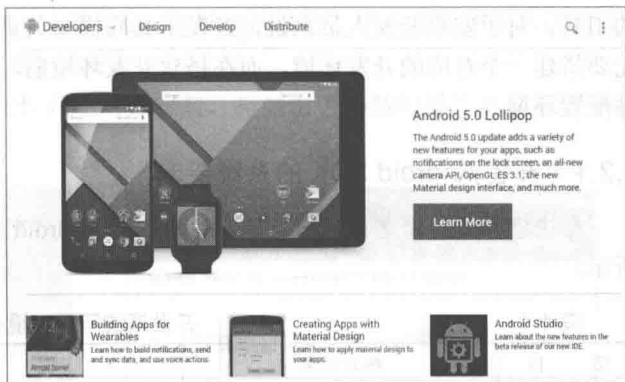 Developers
Design
Develop
Distribute
Android 5.0 Lollipop
The Android 5.0 update adds a variety of
new features for your apps, such as
notifications on the lock screen, an all-new
camera API, OpenGL ES 3.1, the new
Material design interface, and much more.
Learn More
Building Apps for
Wearables
Learn how to build notifications, send
and sync data, and use voice actions.
Creating Apps with
Material Design
Learn how to apply material design to
your apps.
Android Studio
Learn about the new features in the
beta release of our new IDE.